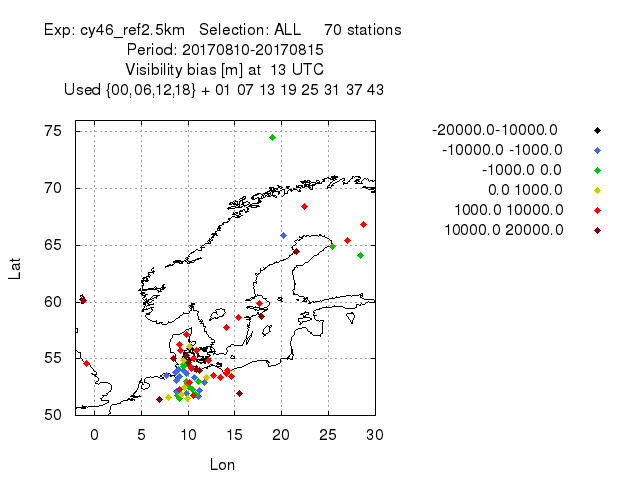 Exp: cy46_ref2.5km Selection: ALL 70 stations
Period: 20170810-20170815
Visibility bias [m] at 13 UTC
Used {00,06,12,18} + 01 07 13 19 25 31 37 43
-20000.0-10000.0
-10000.0 -1000.0
-1000.0 0.0
0.0 1000.0
1000.0 10000.0
10000.0 20000.0
75
70
65
60
55
50
Lat
0 5 10 15 20 25 30
Lon